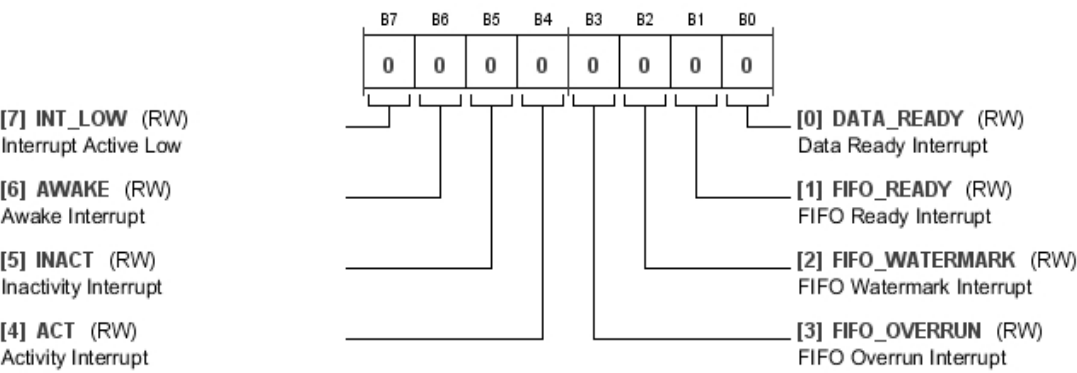 B7 B6 B5 B4 B3 B2 B1 B0
0 0 0 0 0 0 0 0
[7] INT_LOW (RW)
Interrupt Active Low
[6] AWAKE (RW)
Awake Interrupt
[5] INACT (RW)
Inactivity Interrupt
[4] ACT (RW)
Activity Interrupt
[0] DATA_READY (RW)
Data Ready Interrupt
[1] FIFO_READY (RW)
FIFO Ready Interrupt
[2] FIFO_WATERMARK (RW)
FIFO Watermark Interrupt
[3] FIFO_OVERRUN (RW)
FIFO Overrun Interrupt